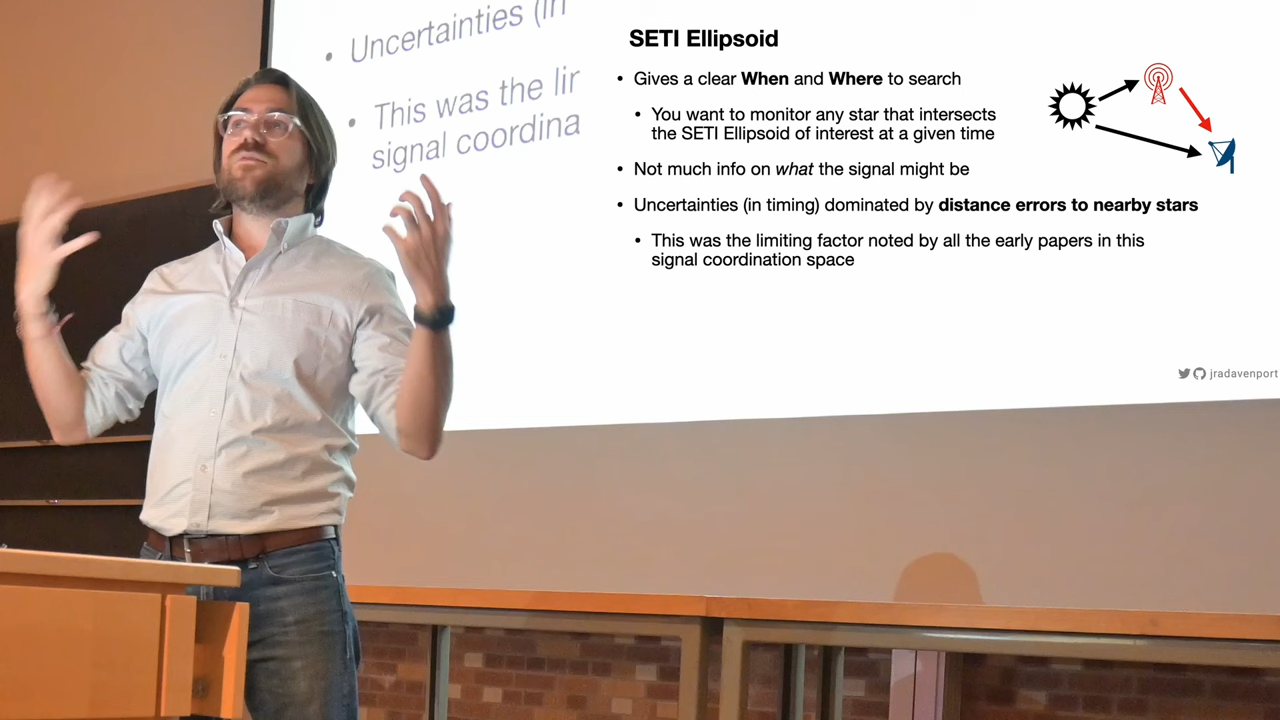 Uncertainties (in
This was the lir
signal coordina
SETI Ellipsoid
• Gives a clear When and Where to search
• You want to monitor any star that intersects
the SETI Ellipsoid of interest at a given time
• Not much info on what the signal might be
• Uncertainties (in timing) dominated by distance errors to nearby stars
• This was the limiting factor noted by all the early papers in this
signal coordination space
jradavenport